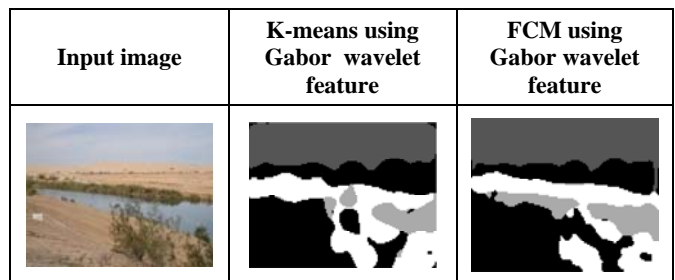 Input image
K-means using
Gabor wavelet
feature
FCM using
Gabor wavelet
feature